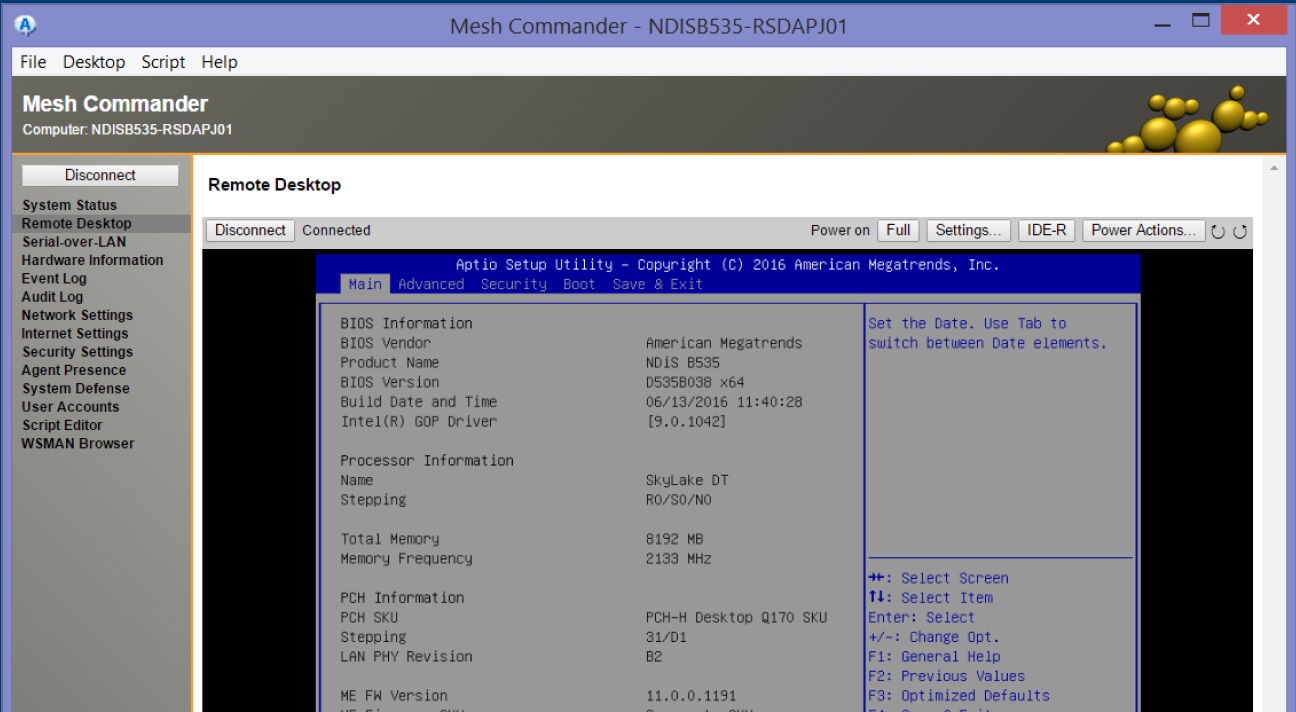 Mesh Commander - NDISB535-RSDAPJ01
File Desktop Script Help
Mesh Commander
Computer: NDISB535-RSDAPJ01
Disconnect
System Status
Remote Desktop
Serial-over-LAN
Hardware Information
Event Log
Audit Log
Network Settings
Internet Settings
Security Settings
Agent Presence
System Defense
User Accounts
Script Editor
WSMAN Browser
Remote Desktop
Disconnect Connected Power on Full Settings... IDE-R Power Actions...
Aptio Setup Utility – Copyright (C) 2016 American Megatrends, Inc.
Main Advanced Security Boot Save & Exit
BIOS Information
BIOS Vendor American Megatrends
Product Name NDiS B535
BIOS Version D535B038 x64
Build Date and Time 06/13/2016 11:40:28
Intel(R) GOP Driver [9.0.1042]
Processor Information
Name SkyLake DT
Stepping R0/S0/N0
Total Memory 8192 MB
Memory Frequency 2133 MHz
PCH Information
PCH SKU PCH-H Desktop Q170 SKU
Stepping 31/D1
LAN PHY Revision B2
ME FW Version 11.0.0.1191
Set the Date. Use Tab to
switch between Date elements.
→←: Select Screen
↑↓: Select Item
Enter: Select
+/-: Change Opt.
F1: General Help
F2: Previous Values
F3: Optimized Defaults